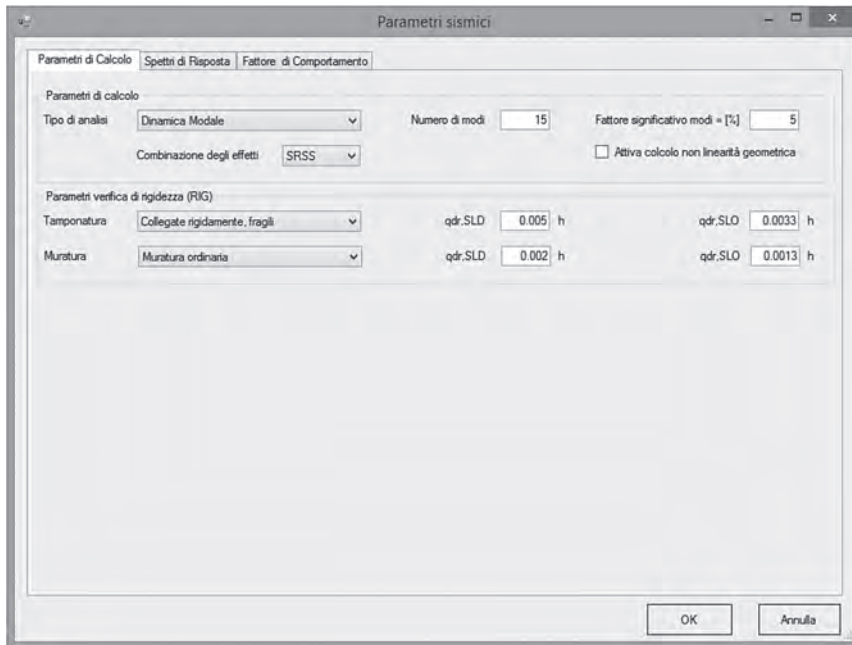 Parametri sismici
Parametri di Calcolo Spettri di Risposta Fattore di Comportamento
Parametri di calcolo
Tipo di analisi Dinamica Modale Numero di modi 15 Fattore significativo modi = [%] 5
Combinazione degli effetti SRSS Attiva colcolo non linearità geometrica
Parametri verifica di rigidezza (RIG)
Tamponatura Collegate rigidamente, fragili qdr,SLD 0.005 h qdr,SLO 0.0033 h
Muratura Muratura ordinaria qdr,SLD 0.002 h qdr,SLO 0.0013 h
OK Annulla